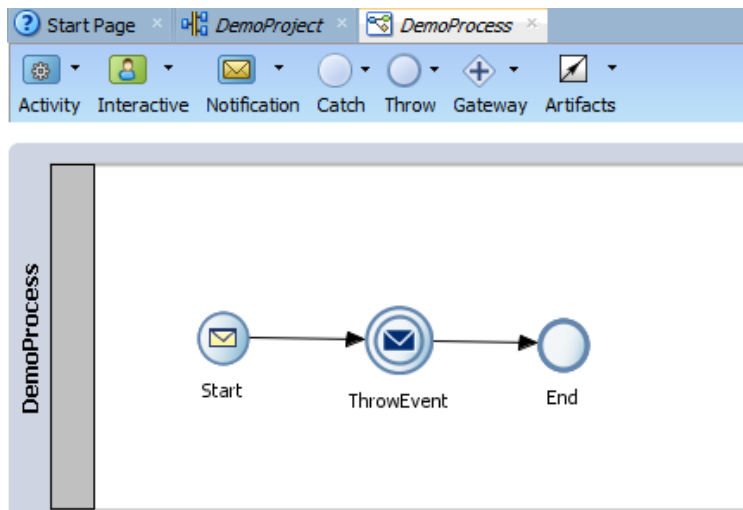 ? Start Page × DemoProject × DemoProcess ×
Activity Interactive Notification Catch Throw Gateway Artifacts
DemoProcess
Start
ThrowEvent
End